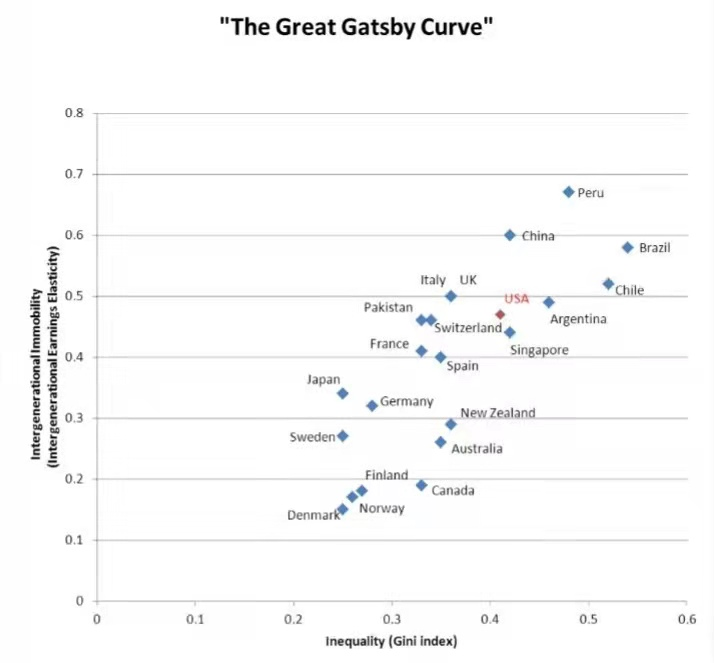 "The Great Gatsby Curve"
0.8
0.7
Peru
0.6
China
Brazil
Italy UK
0.5
Chile
USA
Pakistan
Argentina
Switzerland
France
Singapore
0.4
Spain
Japan
Germany
New Zealand
0.3
Sweden
Australia
Finland
0.2
Canada
Norway
Denmark
0.1
0
0 0.1 0.2 0.3 0.4 0.5 0.6
Inequality (Gini index)
Intergenerational Immobility
(Intergenerational Earnings Elasticity)